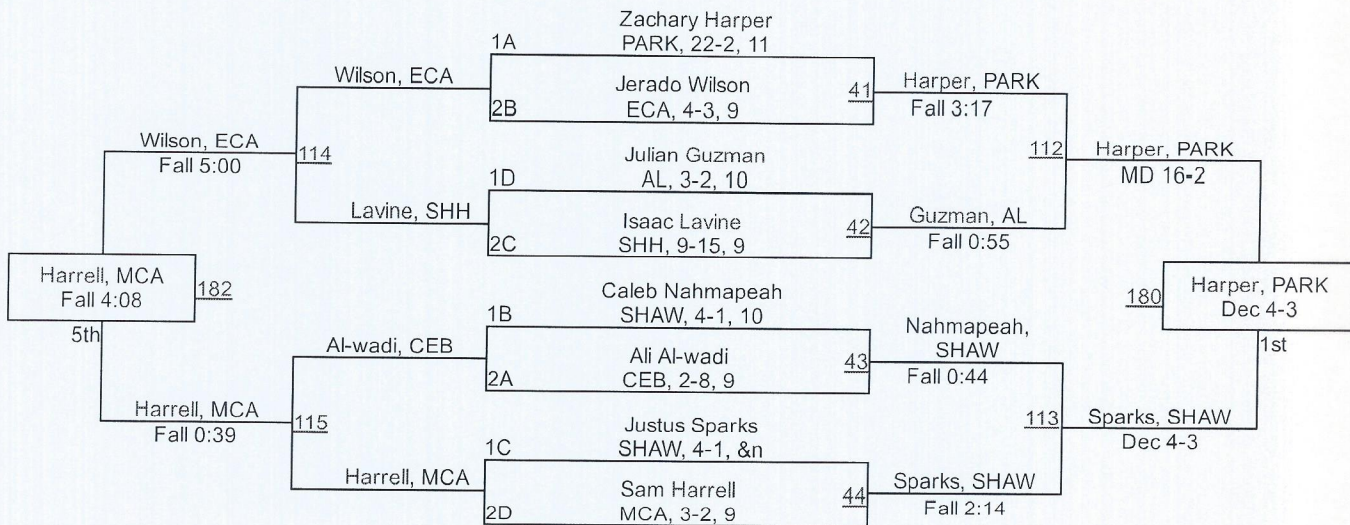 Zachary Harper
1A
PARK, 22-2, 11
Wilson, ECA
Jerado Wilson
41
Harper, PARK
2B
ECA, 4-3, 9
Fall 3:17
Wilson, ECA
114
Fall 5:00
Julian Guzman
112
Harper, PARK
1D
AL, 3-2, 10
MD 16-2
Lavine, SHH
Isaac Lavine
42
Guzman, AL
2C
SHH, 9-15, 9
Fall 0:55
Harrell, MCA
182
Fall 4:08
5th
Caleb Nahmapeah
180
Harper, PARK
1B
SHAW, 4-1, 10
Dec 4-3
1st
Al-wadi, CEB
Ali Al-wadi
43
Nahmapeah,
SHAW
2A
CEB, 2-8, 9
Fall 0:44
Harrell, MCA
115
Fall 0:39
Justus Sparks
113
Sparks, SHAW
1C
SHAW, 4-1, &n
Dec 4-3
Harrell, MCA
Sam Harrell
44
Sparks, SHAW
2D
MCA, 3-2, 9
Fall 2:14